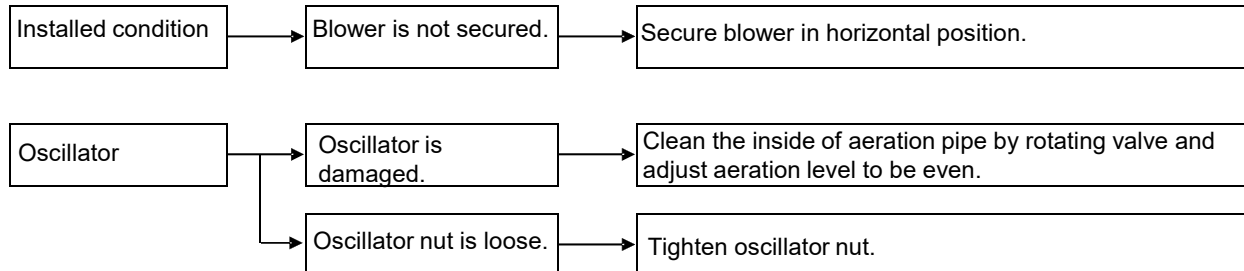 Installed condition
Blower is not secured.
Secure blower in horizontal position.
Oscillator
Oscillator is
damaged.
Clean the inside of aeration pipe by rotating valve and
adjust aeration level to be even.
Oscillator nut is loose.
Tighten oscillator nut.